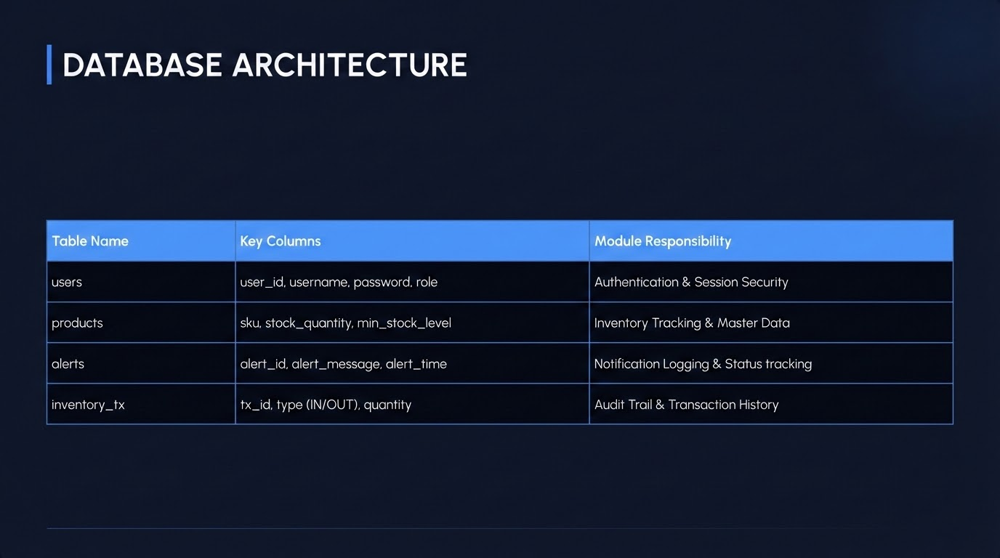 DATABASE ARCHITECTURE
Table Name Key Columns Module Responsibility
users user_id, username, password, role Authentication & Session Security
products sku, stock_quantity, min_stock_level Inventory Tracking & Master Data
alerts alert_id, alert_message, alert_time Notification Logging & Status tracking
inventory_tx tx_id, type (IN/OUT), quantity Audit Trail & Transaction History